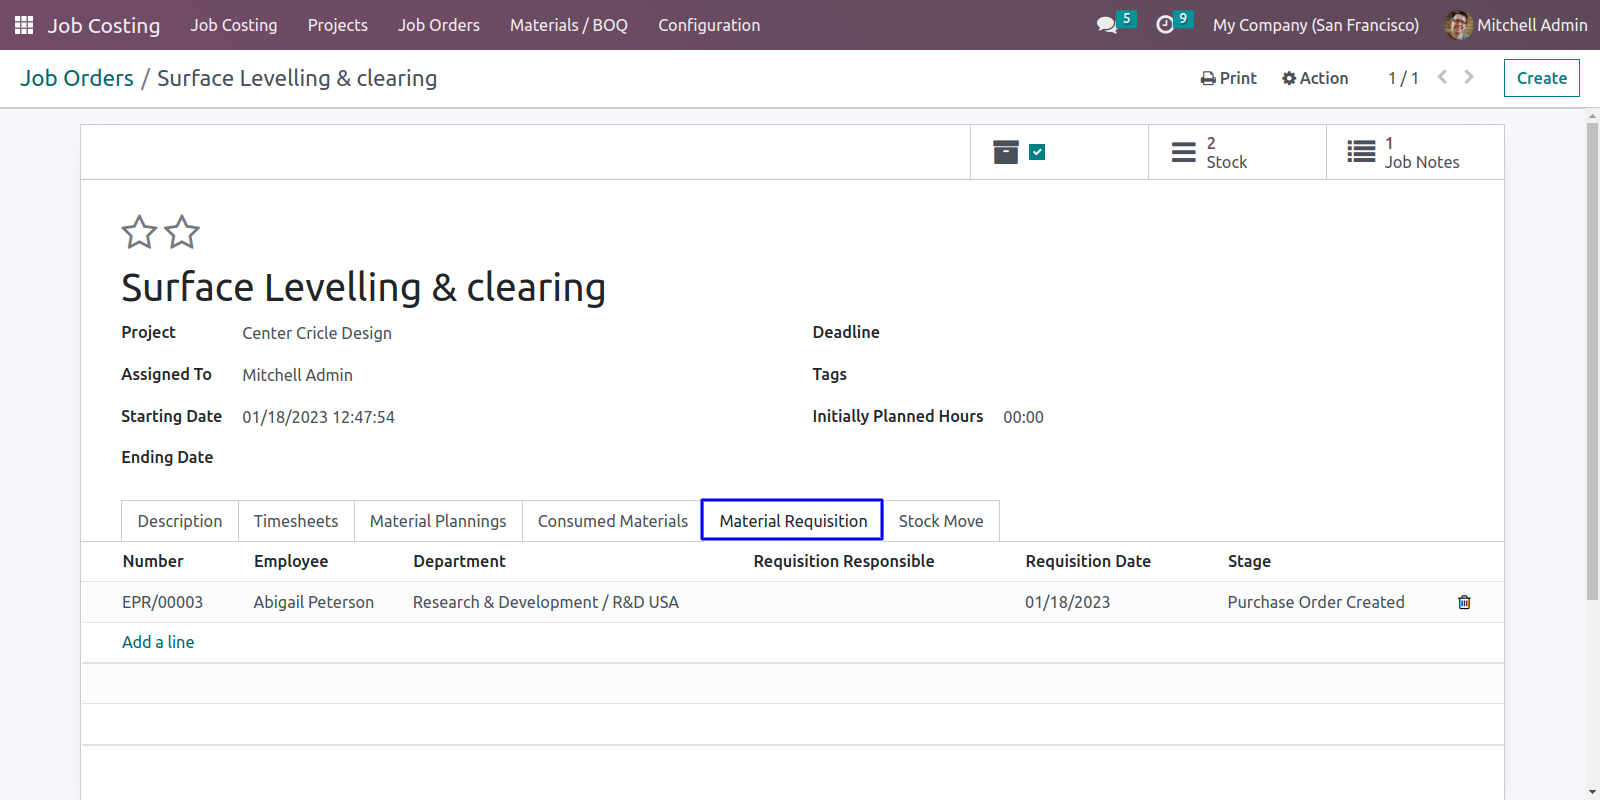 Job Costing Job Costing Projects Job Orders Materials / BOQ Configuration 5 9 My Company (San Francisco) Mitchell Admin
Job Orders / Surface Levelling & clearing Print Action 1 / 1 Create
2 Stock
1 Job Notes
Surface Levelling & clearing
Project Center Cricle Design Deadline
Assigned To Mitchell Admin Tags
Starting Date 01/18/2023 12:47:54 Initially Planned Hours 00:00
Ending Date
Description Timesheets Material Plannings Consumed Materials Material Requisition Stock Move
Number Employee Department Requisition Responsible Requisition Date Stage
EPR/00003 Abigail Peterson Research & Development / R&D USA 01/18/2023 Purchase Order Created
Add a line